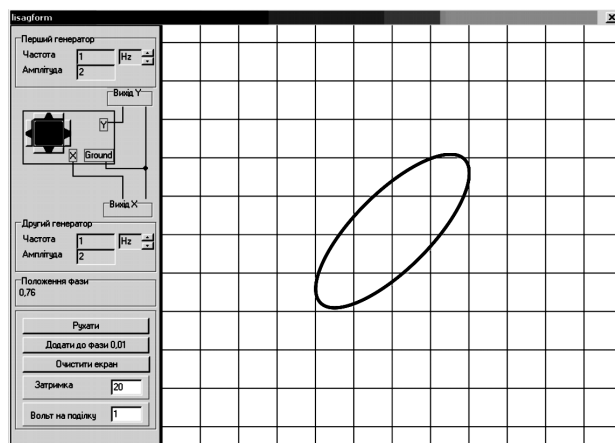 lisagform
Перший генератор
Частота 1 Hz
Амплітуда 2
Вихід Y
Y
X Ground
Вихід X
Другий генератор
Частота 1 Hz
Амплітуда 2
Положення фази
0,76
Рухати
Додати до фази 0,01
Очистити екран
Затримка 20
Вольт на поділку 1